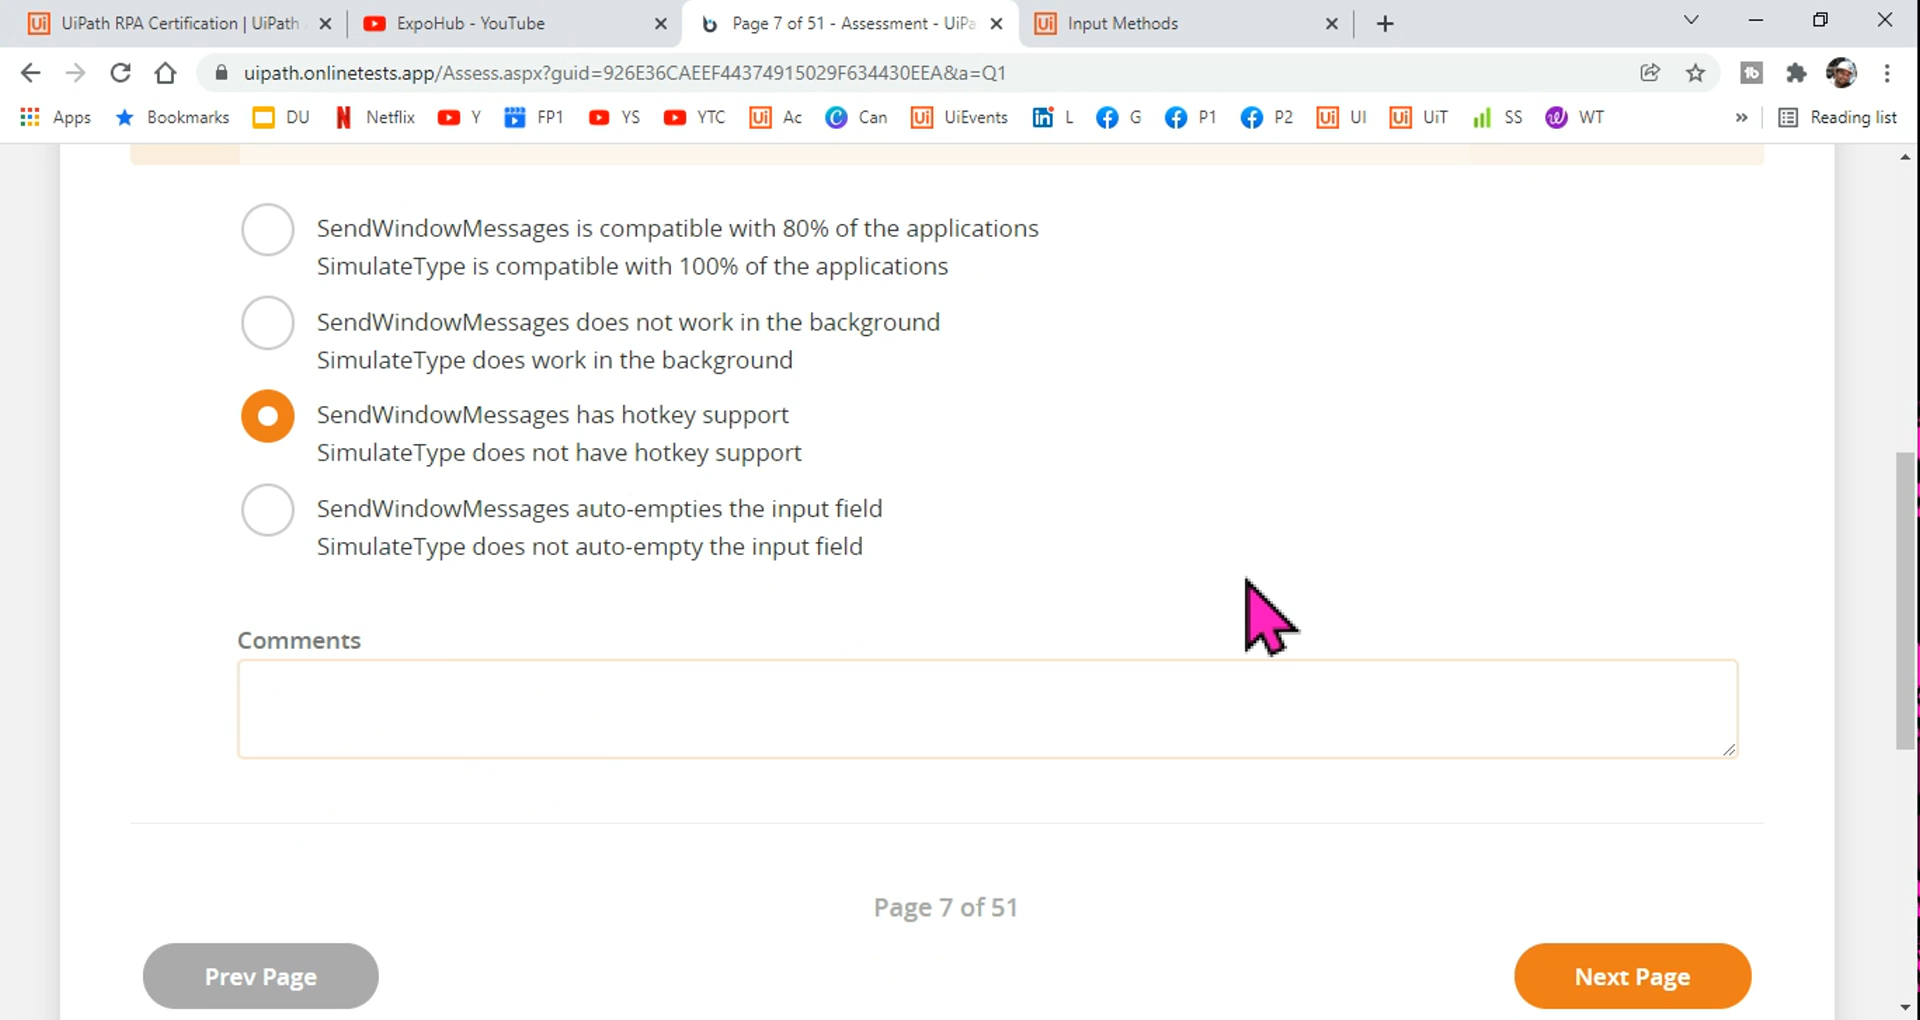 UiPath RPA Certification | UiPath
ExpoHub - YouTube
Page 7 of 51 - Assessment - UiPa
Input Methods
uipath.onlinetests.app/Assess.aspx?guid=926E36CAEEF44374915029F634430EEA&a=Q1
Apps Bookmarks DU Netflix Y FP1 YS YTC Ac Can UiEvents L G P1 P2 UI UiT SS WT » Reading list
SendWindowMessages is compatible with 80% of the applications
SimulateType is compatible with 100% of the applications
SendWindowMessages does not work in the background
SimulateType does work in the background
SendWindowMessages has hotkey support
SimulateType does not have hotkey support
SendWindowMessages auto-empties the input field
SimulateType does not auto-empty the input field
Comments
Page 7 of 51
Prev Page
Next Page